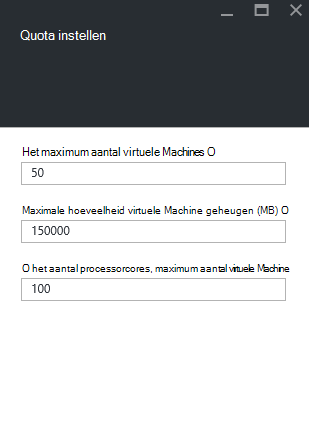 Quota instellen
Het maximum aantal virtuele Machines O
50
Maximale hoeveelheid virtuele Machine geheugen (MB) O
150000
O het aantal processorcores, maximum aantal virtuele Machine
100